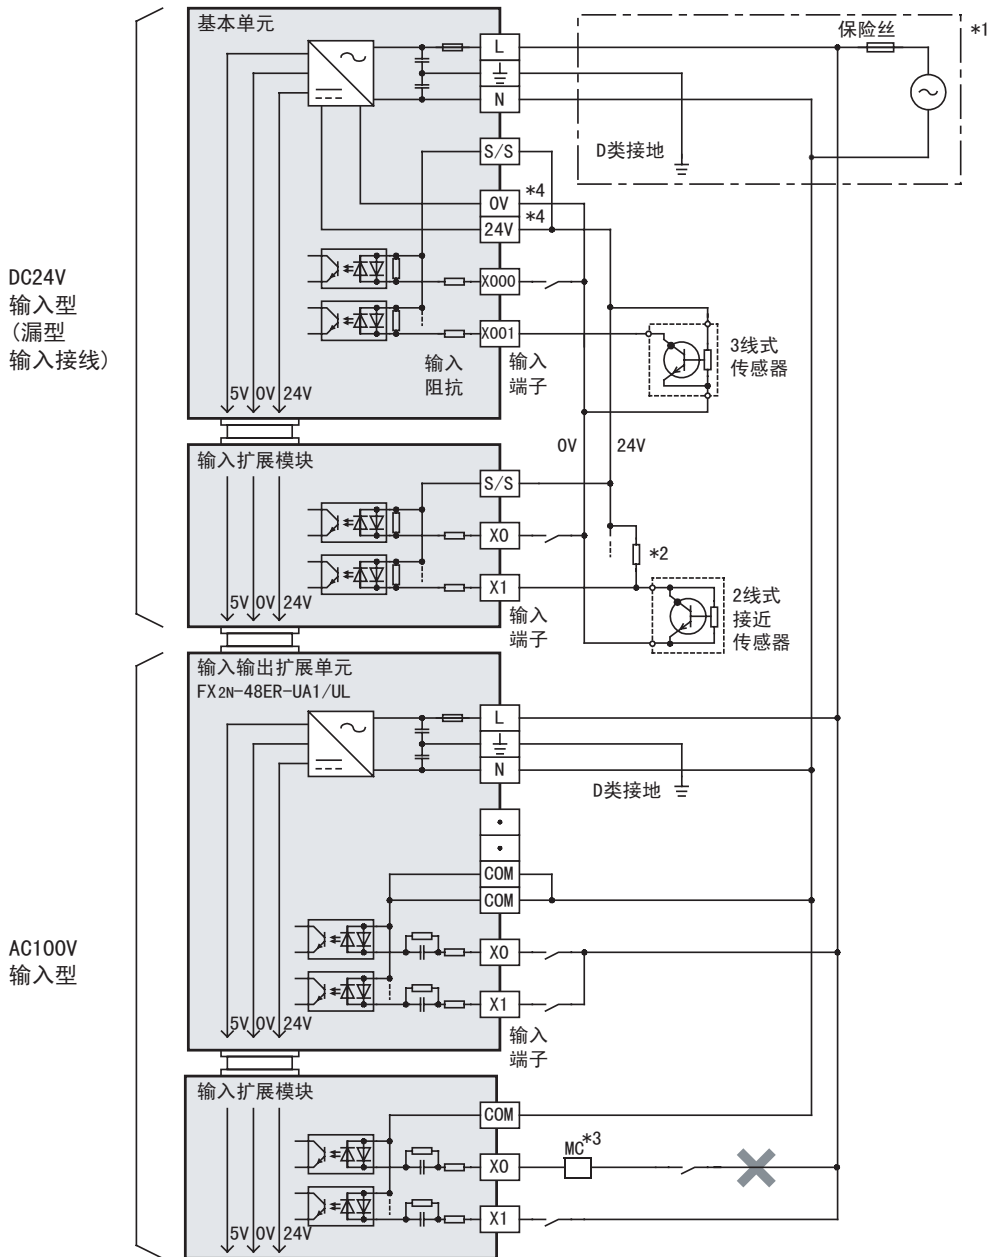 基本单元
L
N
保险丝
*1
D类接地
S/S
0V
*4
24V
*4
X000
X001
输入
阻抗
输入
端子
3线式
传感器
5V 0V 24V
0V
24V
DC24V
输入型
(漏型
输入接线)
输入扩展模块
S/S
X0
X1
*2
输入
端子
2线式
接近
传感器
5V 0V 24V
输入输出扩展单元
FX2N-48ER-UA1/UL
L
N
D类接地
COM
COM
X0
X1
输入
端子
5V 0V 24V
AC100V
输入型
输入扩展模块
COM
MC*3
X0
X1
5V 0V 24V